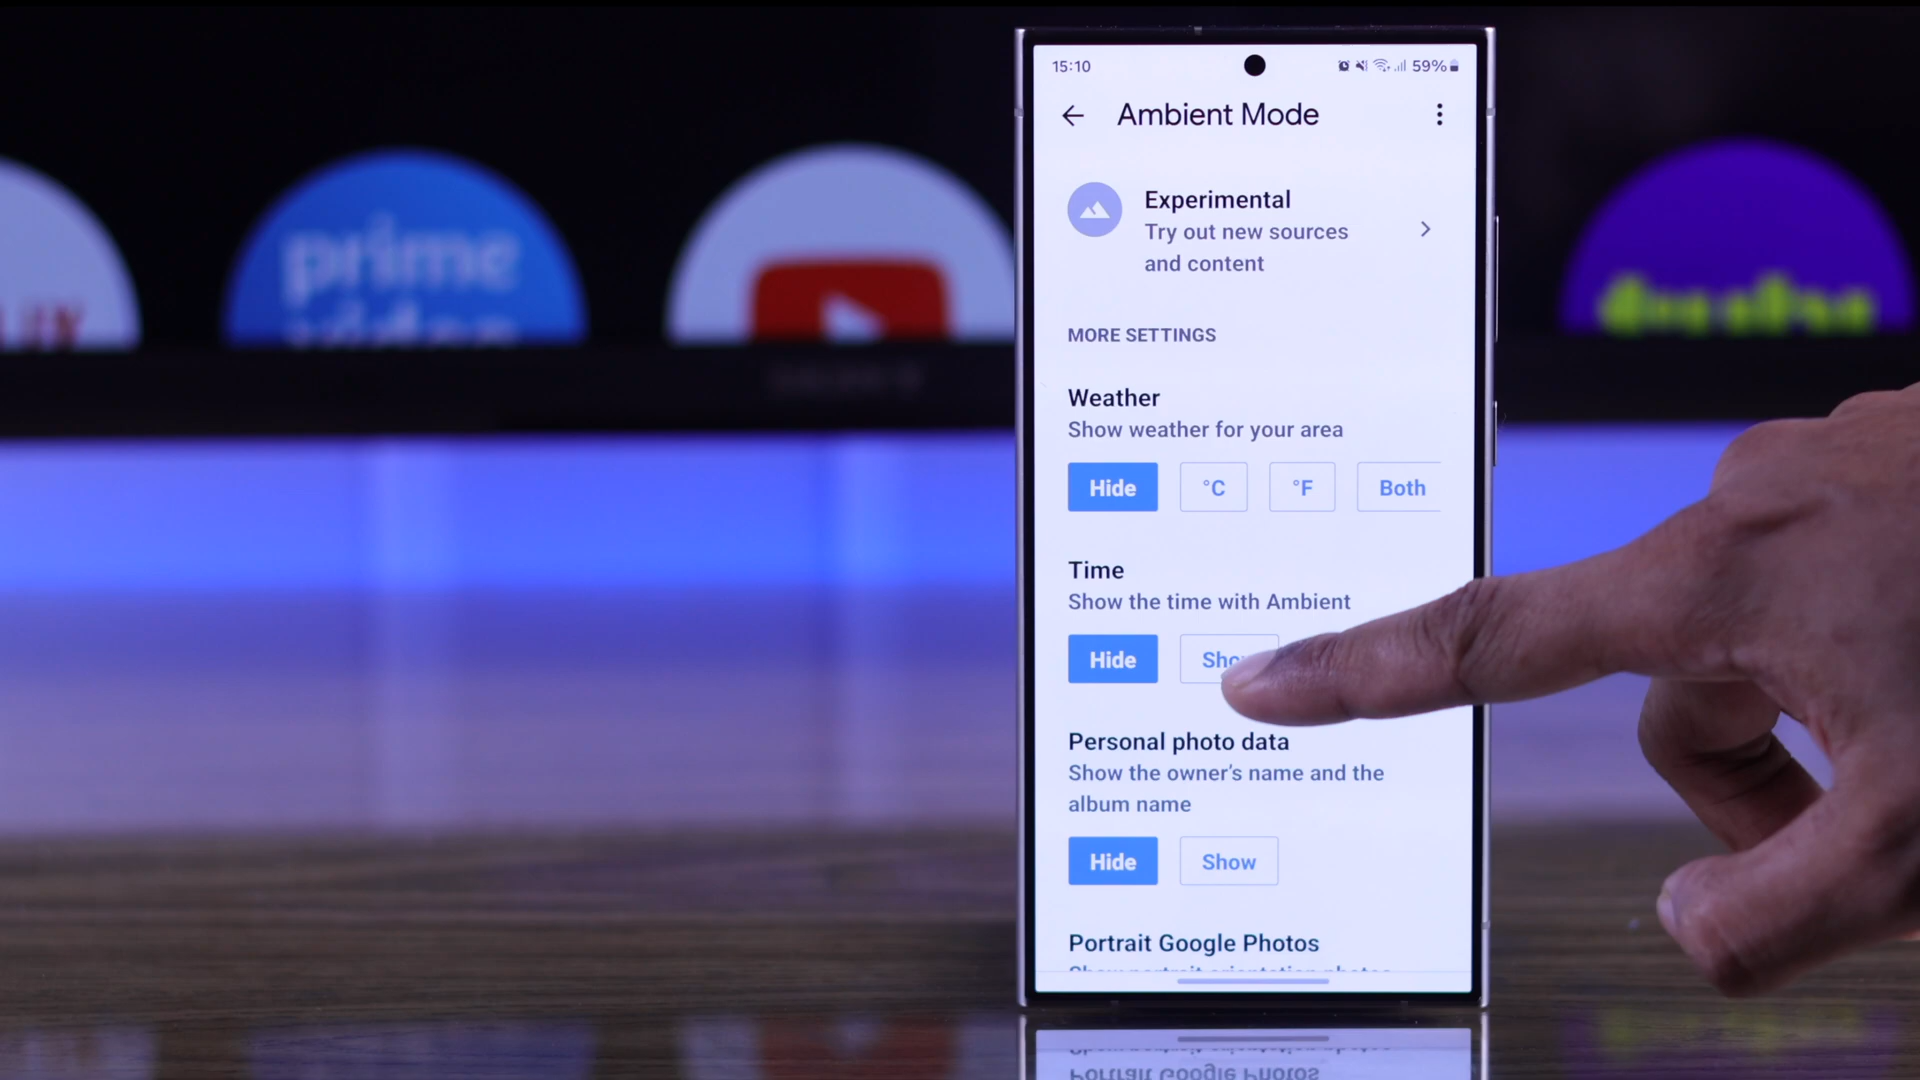 15:10
59%
Ambient Mode
Experimental
Try out new sources
and content
MORE SETTINGS
Weather
Show weather for your area
Hide
°C
°F
Both
Time
Show the time with Ambient
Hide
Personal photo data
Show the owner's name and the
album name
Hide
Show
Portrait Google Photos
prime
video